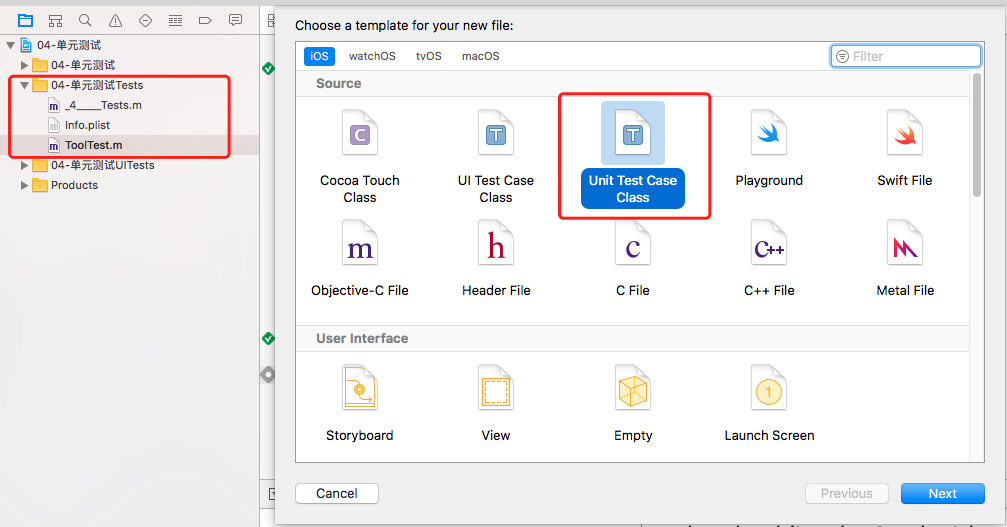 04-单元测试
04-单元测试
04-单元测试Tests
_4____Tests.m
Info.plist
ToolTest.m
04-单元测试UITests
Products
Choose a template for your new file:
iOS
watchOS
tvOS
macOS
Filter
Source
Cocoa Touch
Class
UI Test Case
Class
Unit Test Case
Class
Playground
Swift File
Objective-C File
Header File
C File
C++ File
Metal File
User Interface
Storyboard
View
Empty
Launch Screen
Cancel
Previous
Next